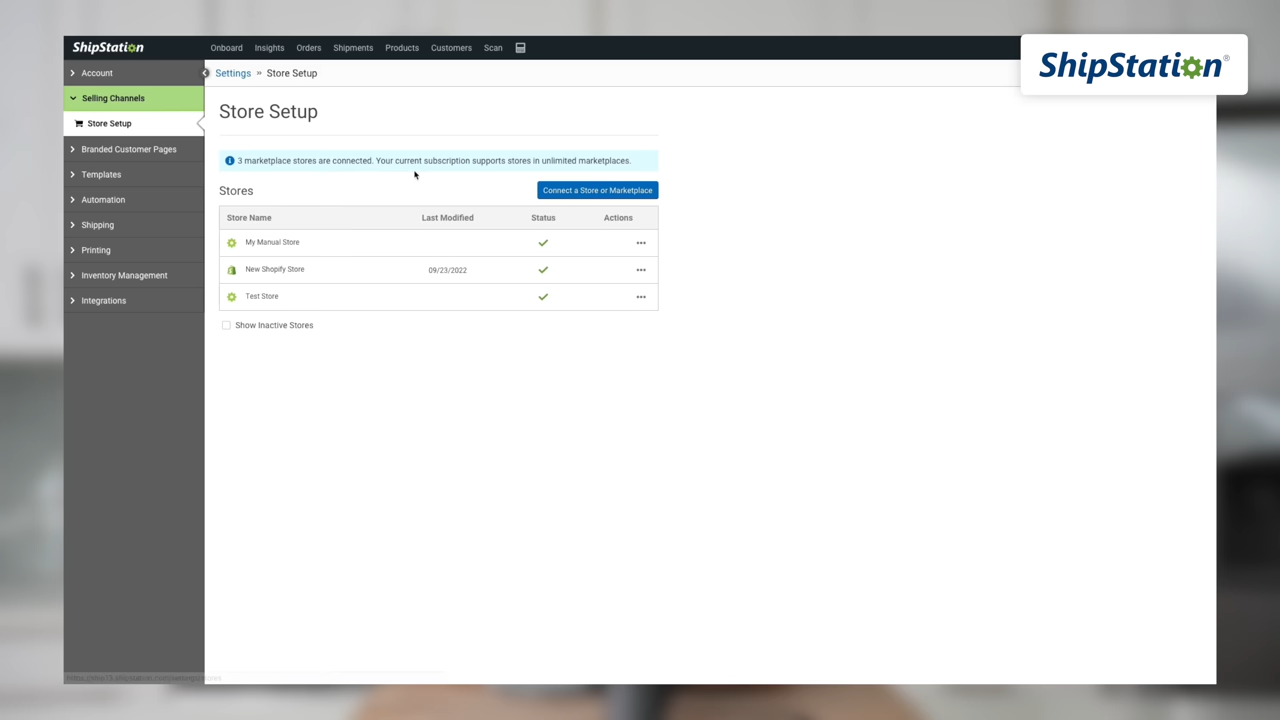 ShipStation
Onboard Insights Orders Shipments Products Customers Scan
ShipStation®
Account
Selling Channels
Store Setup
Branded Customer Pages
Templates
Automation
Shipping
Printing
Inventory Management
Integrations
Settings » Store Setup
Store Setup
3 marketplace stores are connected. Your current subscription supports stores in unlimited marketplaces.
Stores
Connect a Store or Marketplace
Store Name Last Modified Status Actions
My Manual Store
New Shopify Store 09/23/2022
Test Store
Show Inactive Stores